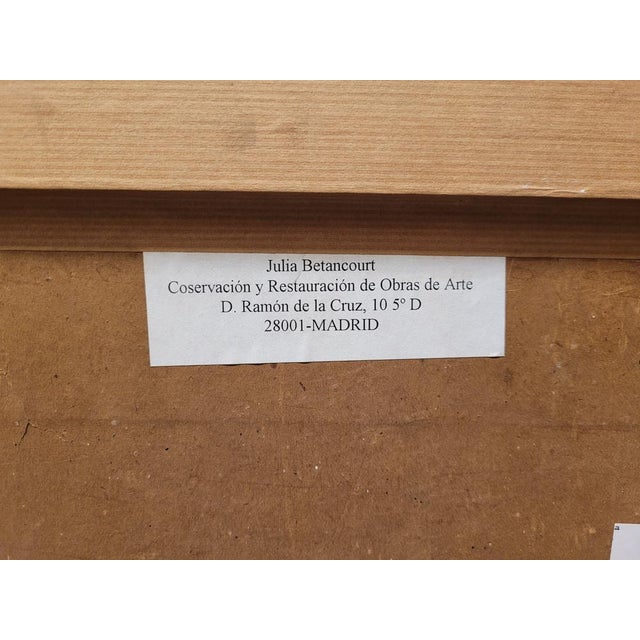 Julia Betancourt
Coservación y Restauración de Obras de Arte
D. Ramón de la Cruz, 10 5º D
28001-MADRID